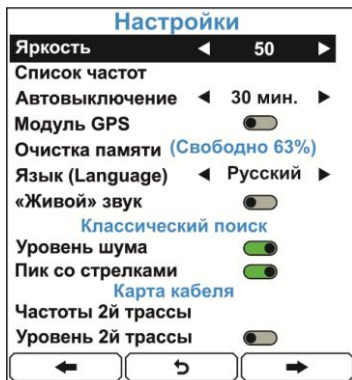 Настройки
Яркость 50
Список частот
Автовыключение 30 мин.
Модуль GPS
Очистка памяти (Свободно 63%)
Язык (Language) Русский
«Живой» звук
Классический поиск
Уровень шума
Пик со стрелками
Карта кабеля
Частоты 2й трассы
Уровень 2й трассы